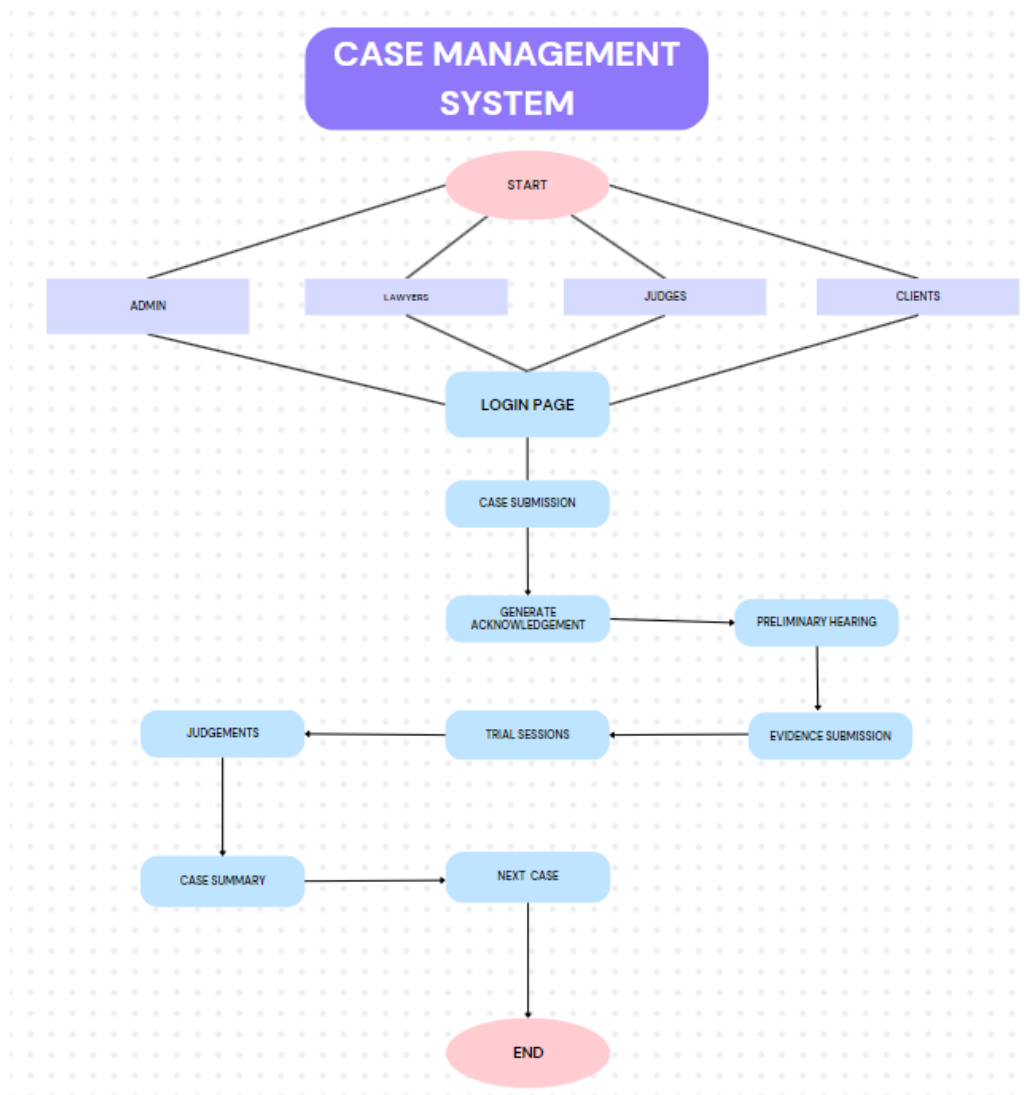 CASE MANAGEMENT
SYSTEM
START
ADMIN
LAWYERS
JUDGES
CLIENTS
LOGIN PAGE
CASE SUBMISSION
GENERATE
ACKNOWLEDGEMENT
PRELIMINARY HEARING
JUDGEMENTS
TRIAL SESSIONS
EVIDENCE SUBMISSION
CASE SUMMARY
NEXT CASE
END